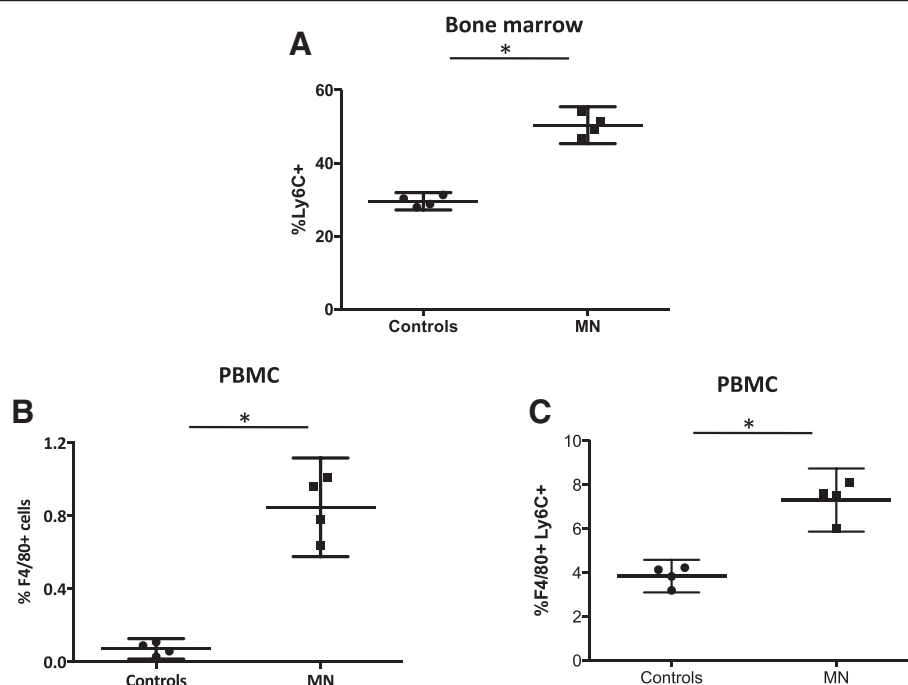 A
Bone marrow
*
%Ly6C+
60
40
20
0
Controls
MN
B
PBMC
*
% F4/80+ cells
1.2
0.8
0.4
0.0
Controls
MN
C
PBMC
*
%F4/80+ Ly6C+
10
8
6
4
2
0
Controls
MN